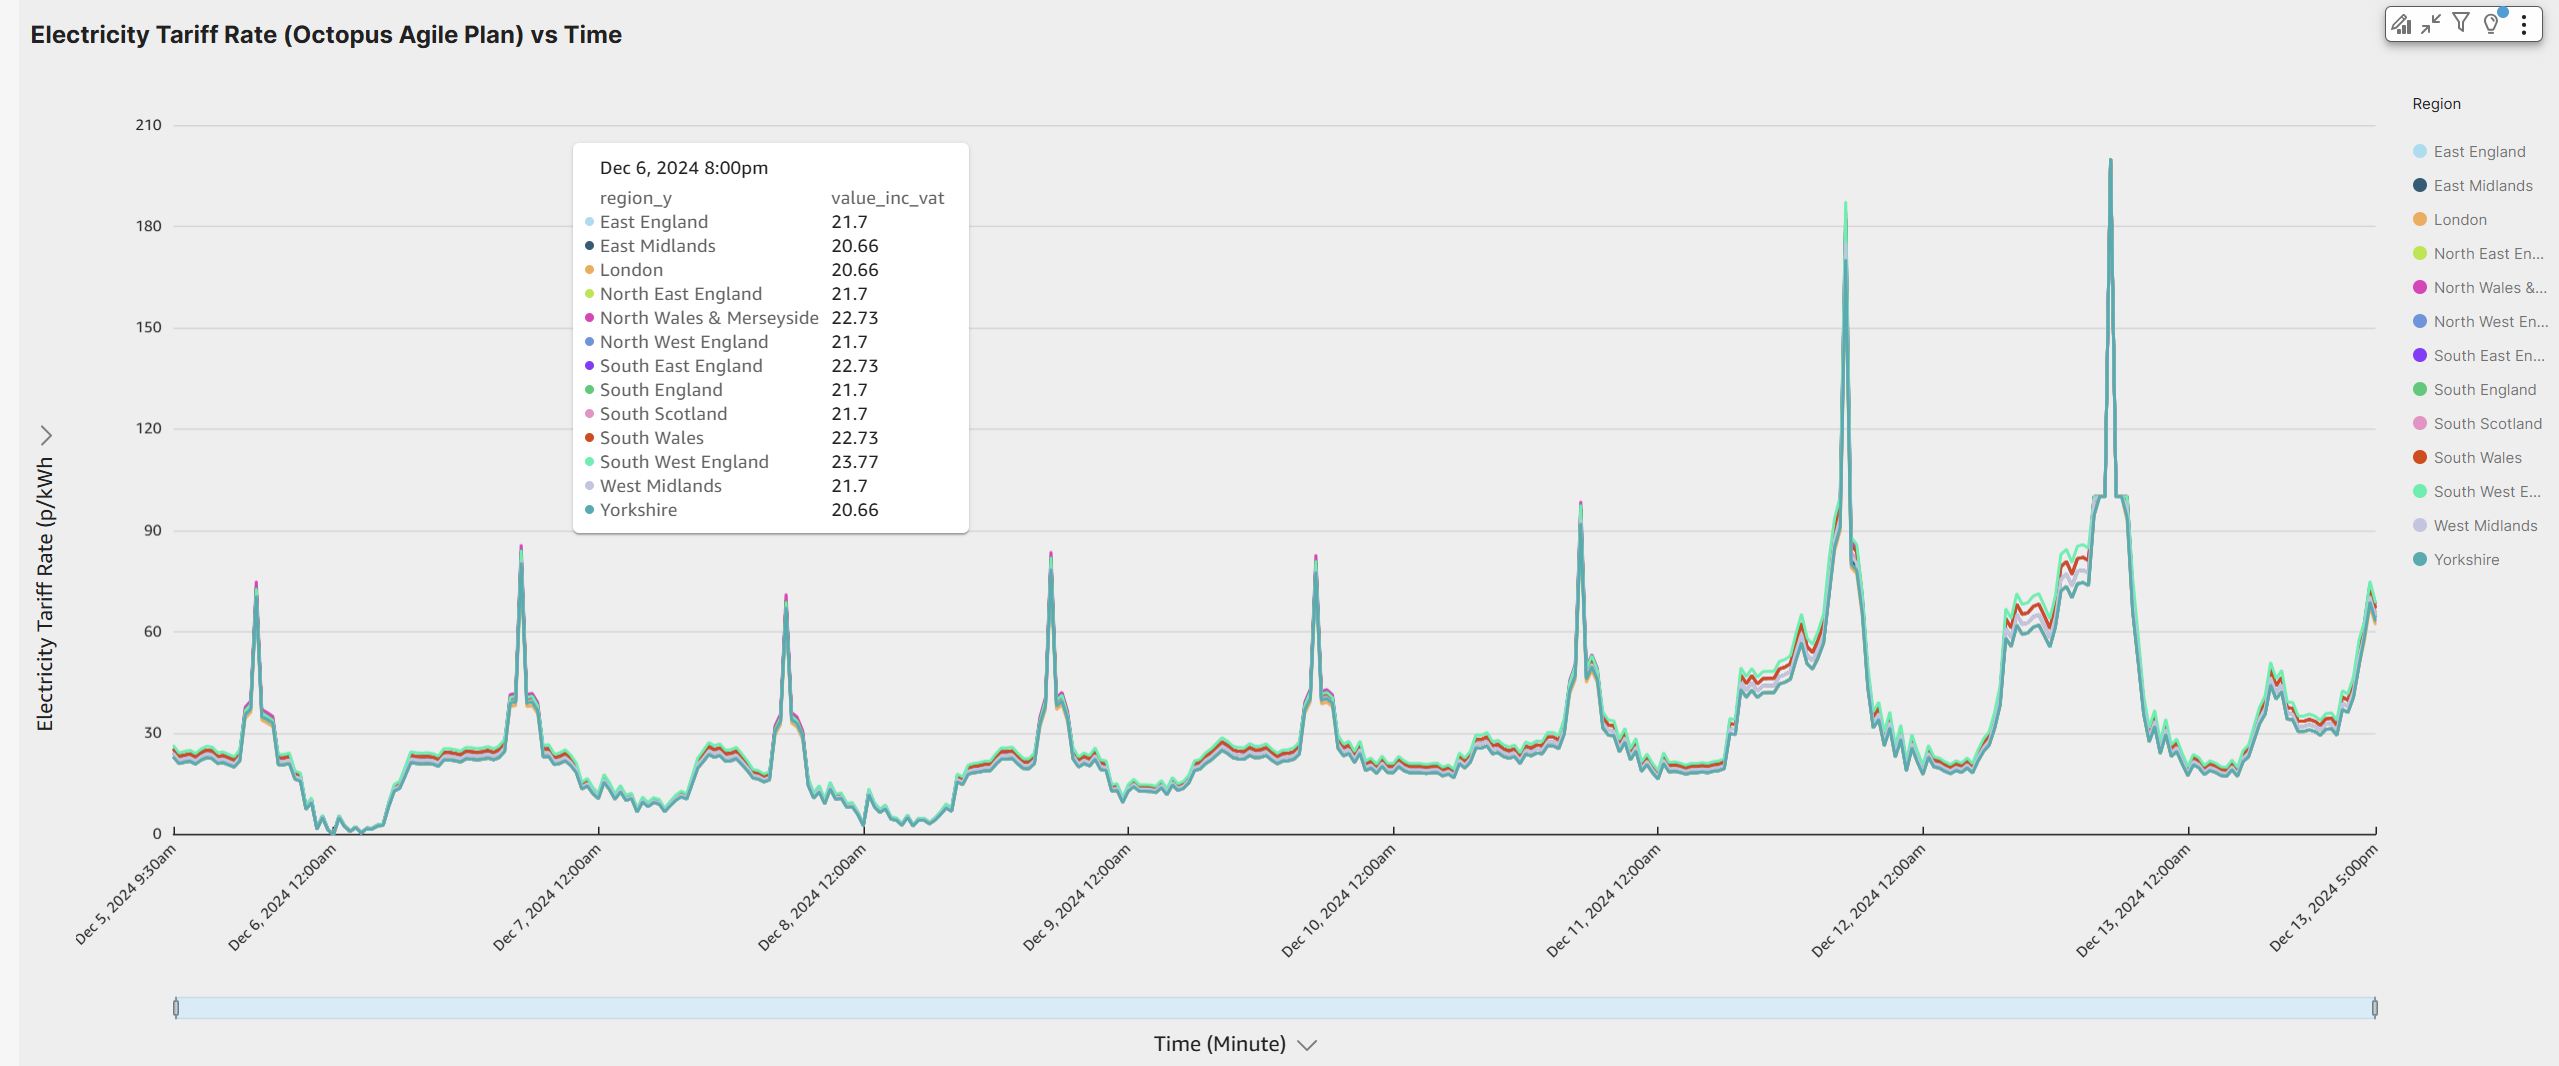 Electricity Tariff Rate (Octopus Agile Plan) vs Time
Region
East England
East Midlands
London
North East En...
North Wales &...
North West En...
South East En...
South England
South Scotland
South Wales
South West E...
West Midlands
Yorkshire
210
180
150
120
90
60
30
0
Electricity Tariff Rate (p/kWh
Dec 6, 2024 8:00pm
region_y value_inc_vat
East England 21.7
East Midlands 20.66
London 20.66
North East England 21.7
North Wales & Merseyside 22.73
North West England 21.7
South East England 22.73
South England 21.7
South Scotland 21.7
South Wales 22.73
South West England 23.77
West Midlands 21.7
Yorkshire 20.66
Dec 5, 2024 9:30am
Dec 6, 2024 12:00am
Dec 7, 2024 12:00am
Dec 8, 2024 12:00am
Dec 9, 2024 12:00am
Dec 10, 2024 12:00am
Dec 11, 2024 12:00am
Dec 12, 2024 12:00am
Dec 13, 2024 12:00am
Dec 13, 2024 5:00pm
Time (Minute)